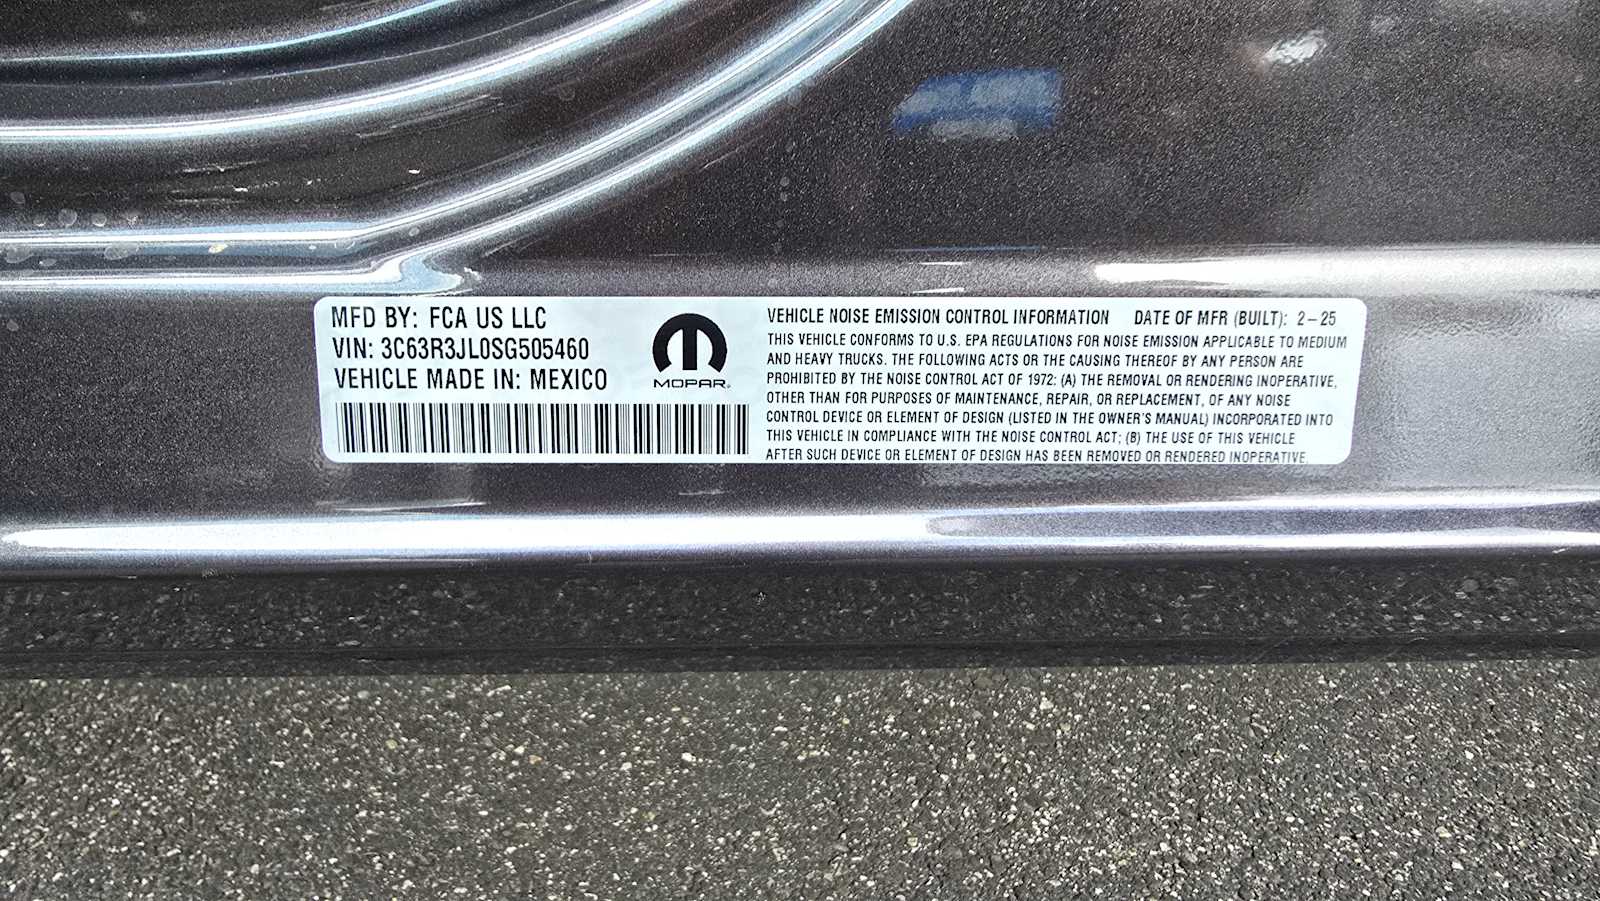 MFD BY: FCA US LLC
VIN: 3C63R3JL0SG505460
VEHICLE MADE IN: MEXICO
MOPAR®
VEHICLE NOISE EMISSION CONTROL INFORMATION DATE OF MFR (BUILT): 2-25
THIS VEHICLE CONFORMS TO U.S. EPA REGULATIONS FOR NOISE EMISSION APPLICABLE TO MEDIUM
AND HEAVY TRUCKS. THE FOLLOWING ACTS OR THE CAUSING THEREOF BY ANY PERSON ARE
PROHIBITED BY THE NOISE CONTROL ACT OF 1972: (A) THE REMOVAL OR RENDERING INOPERATIVE,
OTHER THAN FOR PURPOSES OF MAINTENANCE, REPAIR, OR REPLACEMENT, OF ANY NOISE
CONTROL DEVICE OR ELEMENT OF DESIGN (LISTED IN THE OWNER'S MANUAL) INCORPORATED INTO
THIS VEHICLE IN COMPLIANCE WITH THE NOISE CONTROL ACT; (B) THE USE OF THIS VEHICLE
AFTER SUCH DEVICE OR ELEMENT OF DESIGN HAS BEEN REMOVED OR RENDERED INOPERATIVE.